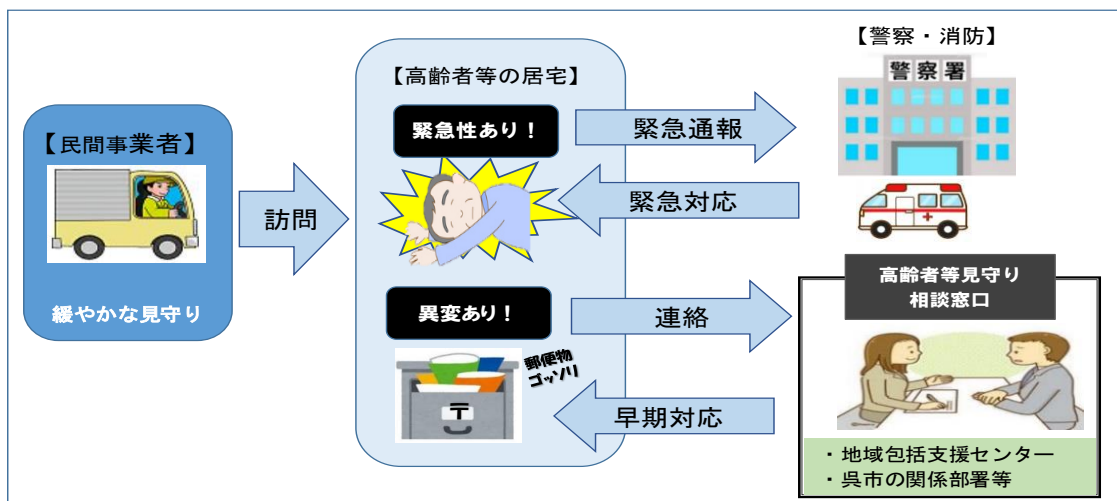 【民間事業者】
緩やかな見守り
訪問
【高齢者等の居宅】
緊急性あり！
異変あり！
郵便物
ゴッソリ
〒
緊急通報
緊急対応
連絡
早期対応
【警察・消防】
警察署
高齢者等見守り
相談窓口
・地域包括支援センター
・呉市の関係部署等